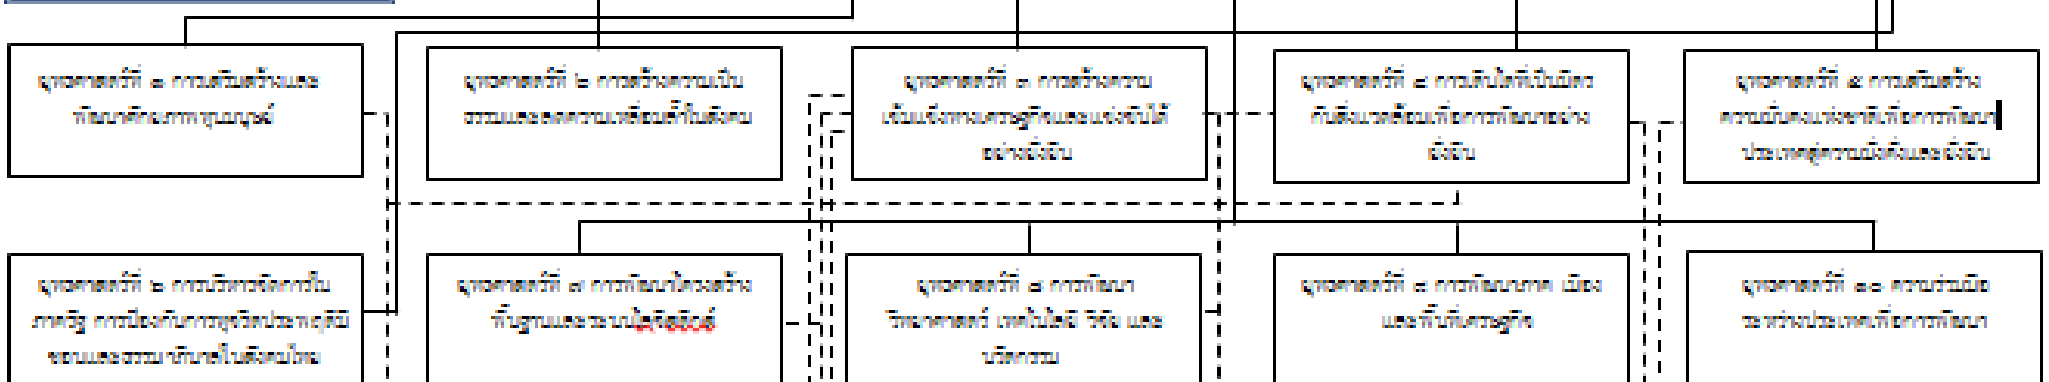 ยุทธศาสตร์ที่ ๑ การเสริมสร้างและ
พัฒนาศักยภาพทุนมนุษย์
ยุทธศาสตร์ที่ ๒ การสร้างความเป็น
ธรรมและลดความเหลื่อมล้ำในสังคม
ยุทธศาสตร์ที่ ๓ การสร้างความ
เข้มแข็งทางเศรษฐกิจและแข่งขันได้
อย่างยั่งยืน
ยุทธศาสตร์ที่ ๔ การเติบโตที่เป็นมิตร
กับสิ่งแวดล้อมเพื่อการพัฒนาอย่าง
ยั่งยืน
ยุทธศาสตร์ที่ ๕ การเสริมสร้าง
ความมั่นคงแห่งชาติเพื่อการพัฒนา
ประเทศสู่ความมั่งคั่งและยั่งยืน
ยุทธศาสตร์ที่ ๖ การบริหารจัดการใน
ภาครัฐ การป้องกันการทุจริตประพฤติมิ
ชอบและธรรมาภิบาลในสังคมไทย
ยุทธศาสตร์ที่ ๗ การพัฒนาโครงสร้าง
พื้นฐานและระบบโลจิสติกส์
ยุทธศาสตร์ที่ ๘ การพัฒนา
วิทยาศาสตร์ เทคโนโลยี วิจัย และ
นวัตกรรม
ยุทธศาสตร์ที่ ๙ การพัฒนาภาค เมือง
และพื้นที่เศรษฐกิจ
ยุทธศาสตร์ที่ ๑๐ ความร่วมมือ
ระหว่างประเทศเพื่อการพัฒนา